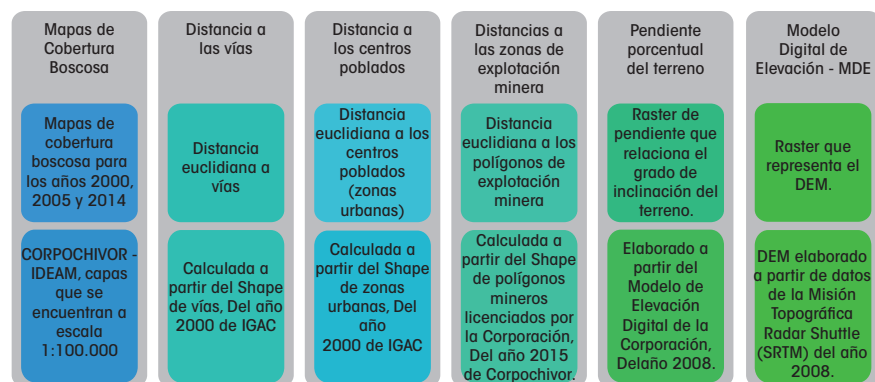 Mapas de
Cobertura
Boscosa
Mapas de
cobertura
boscosa para
los años 2000,
2005 y 2014
CORPOCHIVOR -
IDEAM, capas
que se
encuentran a
escala
1:100.000
Distancia a
las vías
Distancia
euclidiana a
vías
Calculada a
partir del Shape
de vías, Del año
2000 de IGAC
Distancia a
los centros
poblados
Distancia
euclidiana a los
centros
poblados
(zonas
urbanas)
Calculada a
partir del Shape
de zonas
urbanas, Del
año
2000 de IGAC
Distancias a
las zonas de
explotación
minera
Distancia
euclidiana a los
polígonos de
explotación
minera
Calculada a
partir del Shape
de polígonos
mineros
licenciados por
la Corporación,
Del año 2015
de Corpochivor.
Pendiente
porcentual
del terreno
Raster de
pendiente que
relaciona el
grado de
inclinación del
terreno.
Elaborado a
partir del
Modelo de
Elevación
Digital de la
Corporación,
Delaño 2008.
Modelo
Digital de
Elevación - MDE
Raster que
representa el
DEM.
DEM elaborado
a partir de datos
de la Misión
Topográfica
Radar Shuttle
(SRTM) del año
2008.